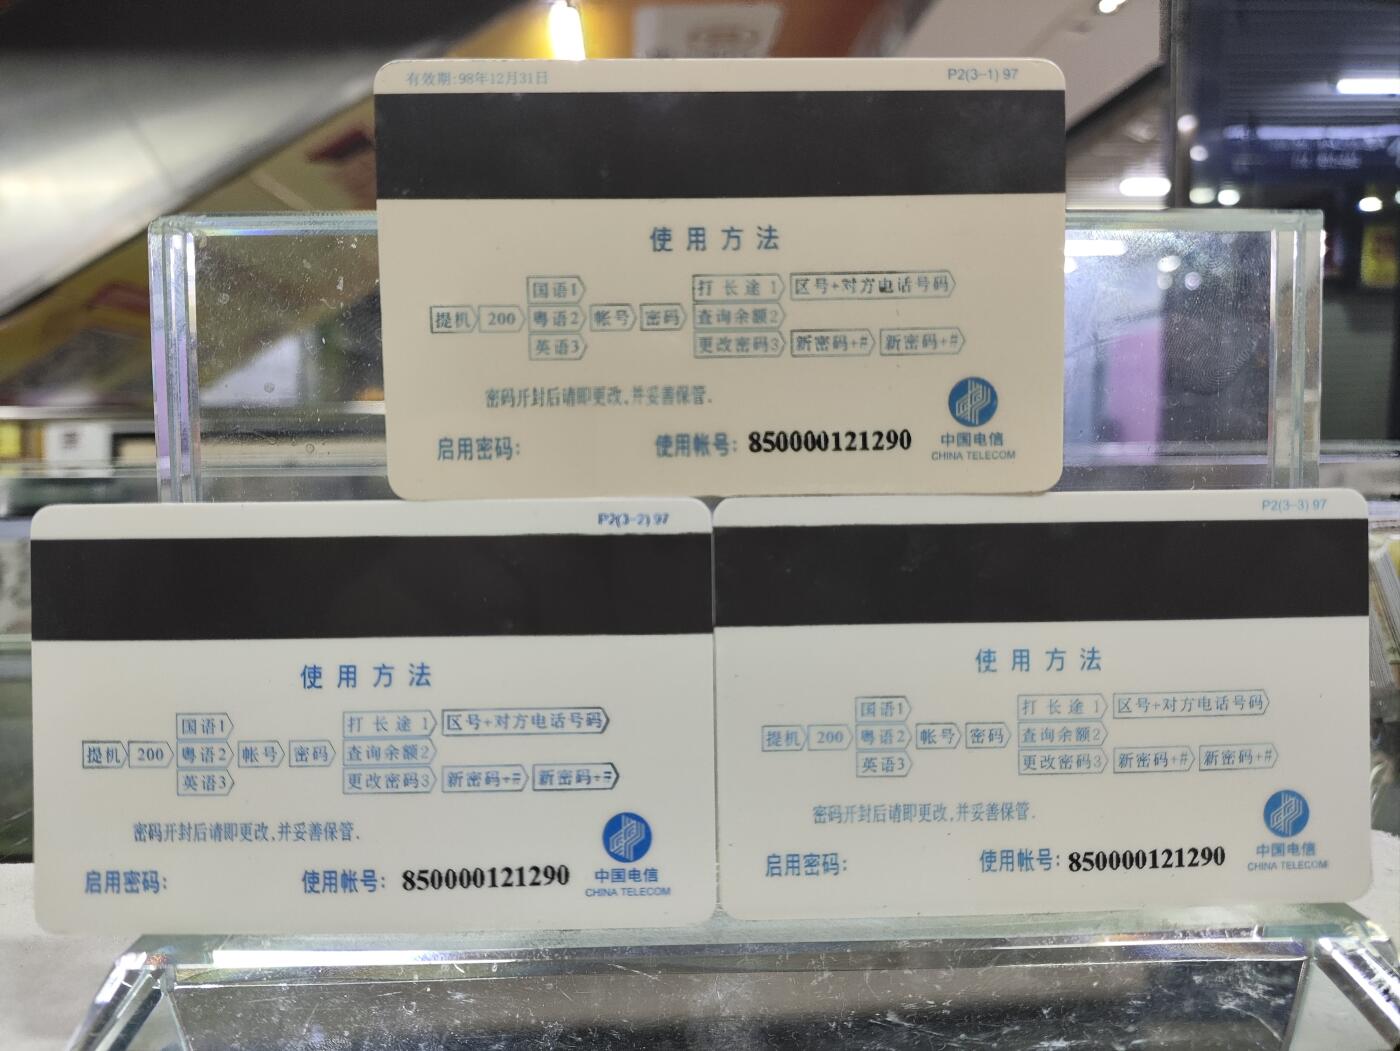 有效期:98年12月31日 P2(3-1) 97
使用方法
国语1 打长途1 区号+对方电话号码
提机 200 粤语2 帐号 密码 查询余额2
英语3 更改密码3 新密码+# 新密码+#
密码开封后请即更改,并妥善保管.
启用密码: 使用帐号: 850000121290
中国电信
CHINA TELECOM
P2(3-2) 97
使用方法
国语1 打长途1 区号+对方电话号码
提机 200 粤语2 帐号 密码 查询余额2
英语3 更改密码3 新密码+# 新密码+#
密码开封后请即更改,并妥善保管.
启用密码: 使用帐号: 850000121290
中国电信
CHINA TELECOM
P2(3-3) 97
使用方法
国语1 打长途1 区号+对方电话号码
提机 200 粤语2 帐号 密码 查询余额2
英语3 更改密码3 新密码+# 新密码+#
密码开封后请即更改,并妥善保管.
启用密码: 使用帐号: 850000121290
中国电信
CHINA TELECOM